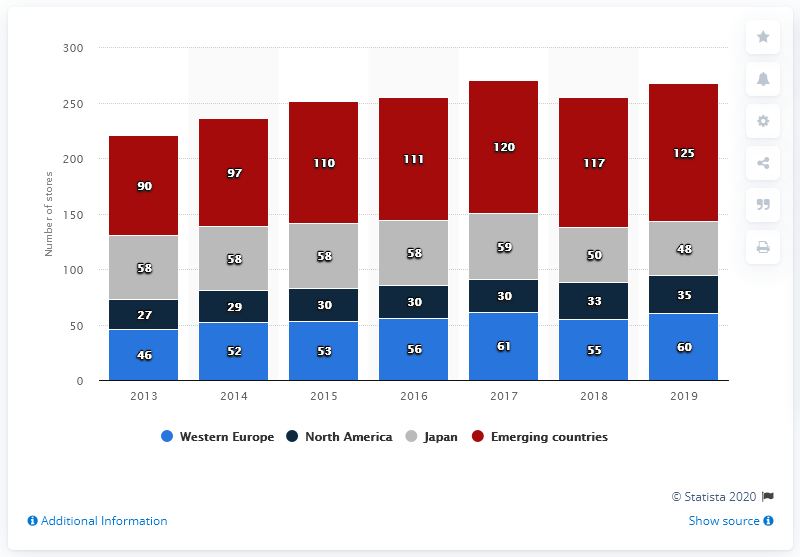 300
250
200
150
100
50
0
Number of stores
90 97 110 111 120 117 125
58 58 58 58 59 50 48
27 29 30 30 30 33 35
46 52 53 56 61 55 60
2013 2014 2015 2016 2017 2018 2019
Western Europe North America Japan Emerging countries
© Statista 2020
Additional Information Show source